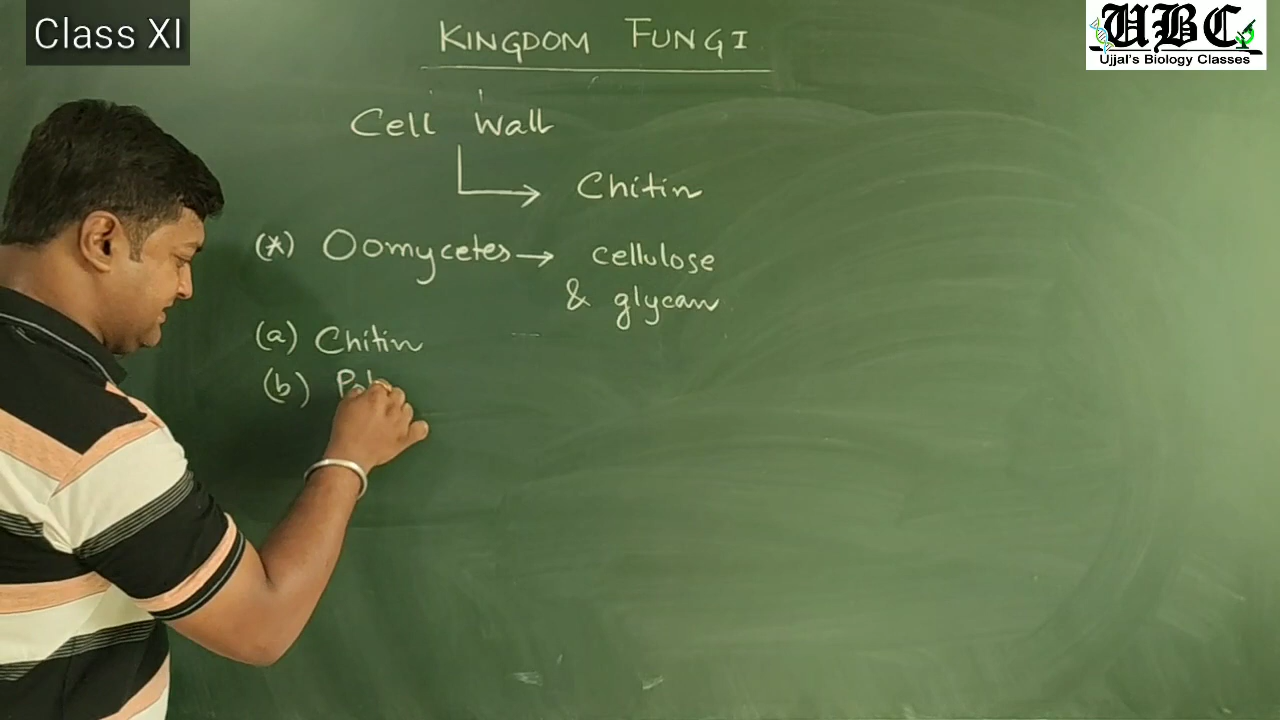 Class XI
KINGDOM FUNGI
UBC
Ujjal's Biology Classes
Cell Wall
Chitin
(*) Oomycetes → cellulose
& glycan
(a) Chitin
(b)